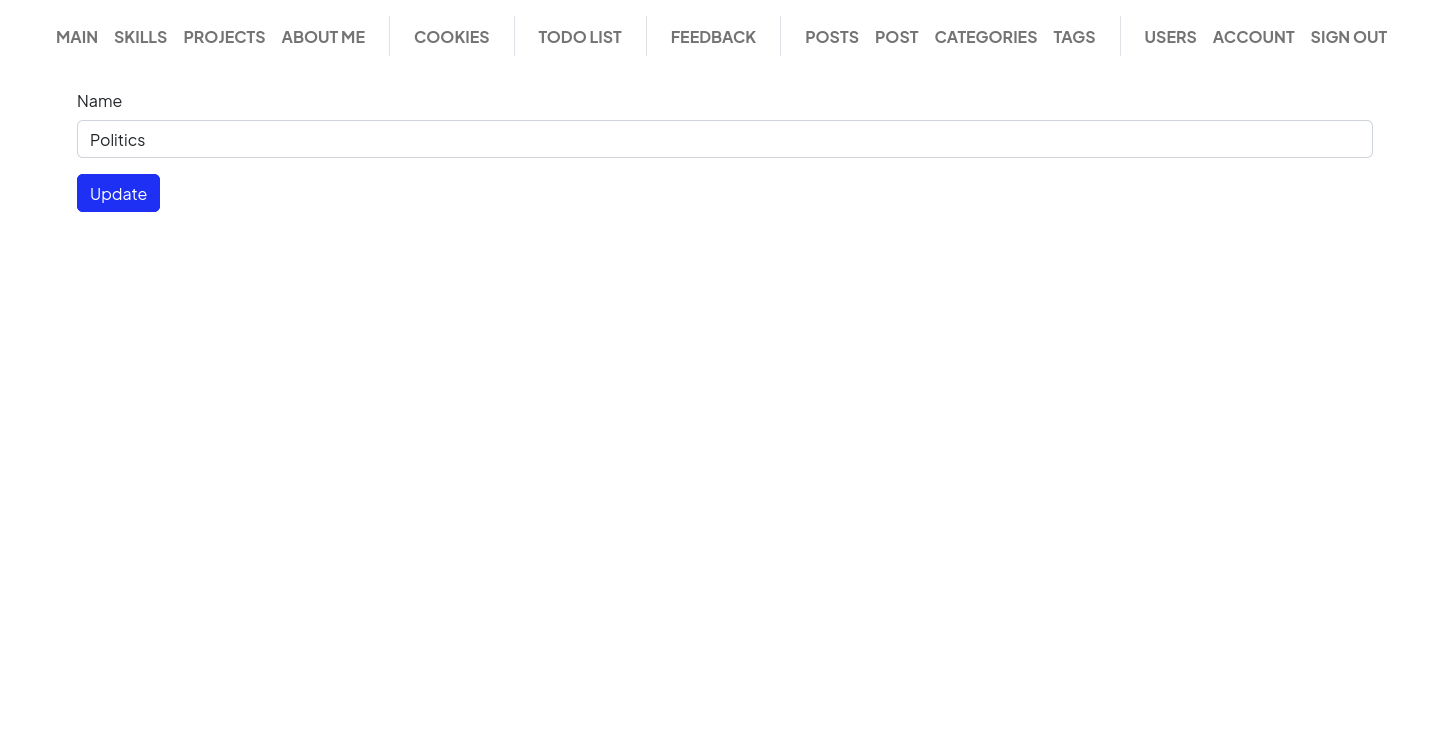 MAIN SKILLS PROJECTS ABOUT ME COOKIES TODO LIST FEEDBACK POSTS POST CATEGORIES TAGS USERS ACCOUNT SIGN OUT
Name
Politics
Update